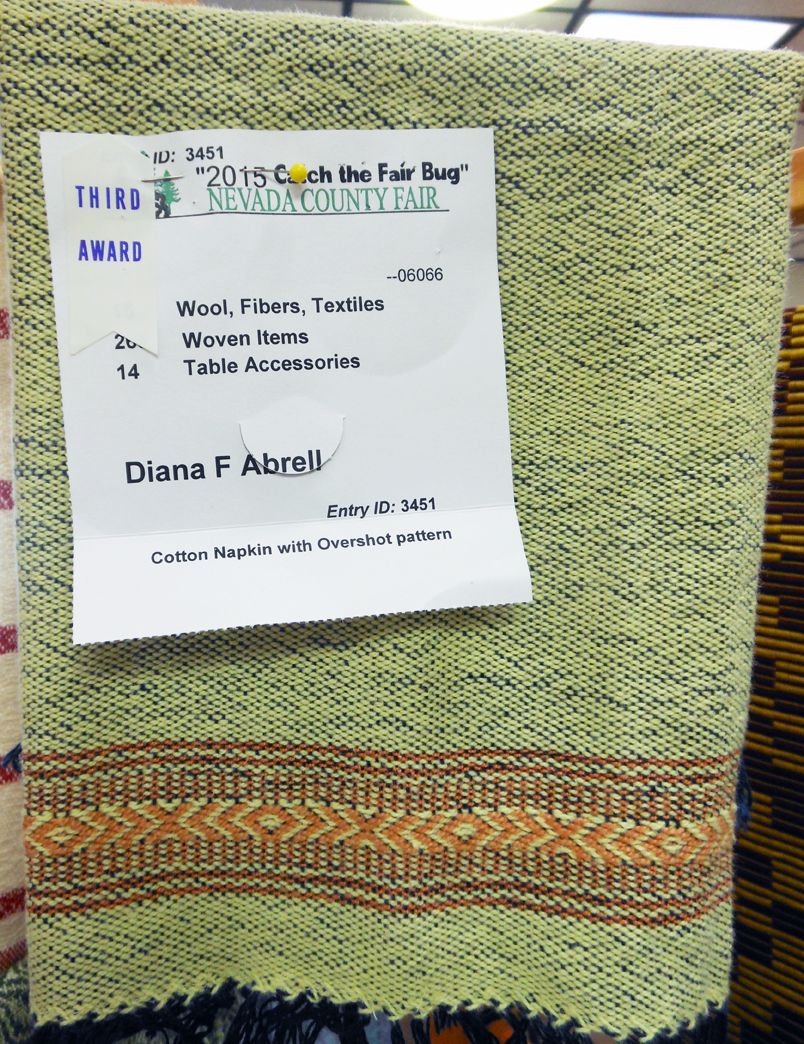 ID: 3451
"2015 Catch the Fair Bug"
NEVADA COUNTY FAIR
THIRD
AWARD
--06066
Wool, Fibers, Textiles
Woven Items
14 Table Accessories
Diana F Abrell
Entry ID: 3451
Cotton Napkin with Overshot pattern